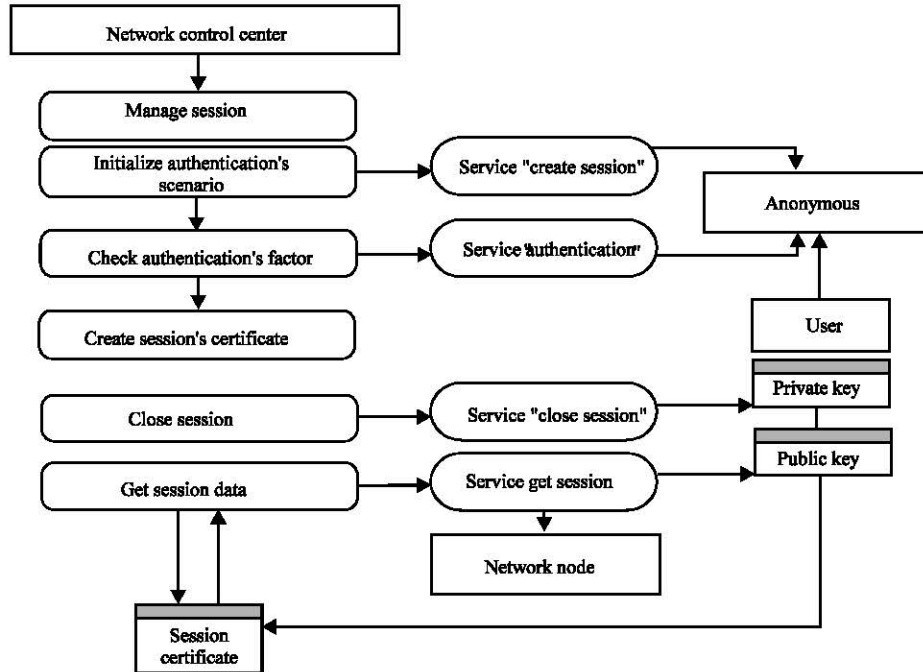 Network control center
Manage session
Initialize authentication's
scenario
Service "create session"
Anonymous
Check authentication's factor
Service "authentication"
User
Create session's certificate
Private key
Close session
Service "close session"
Public key
Get session data
Service get session
Network node
Session
certificate